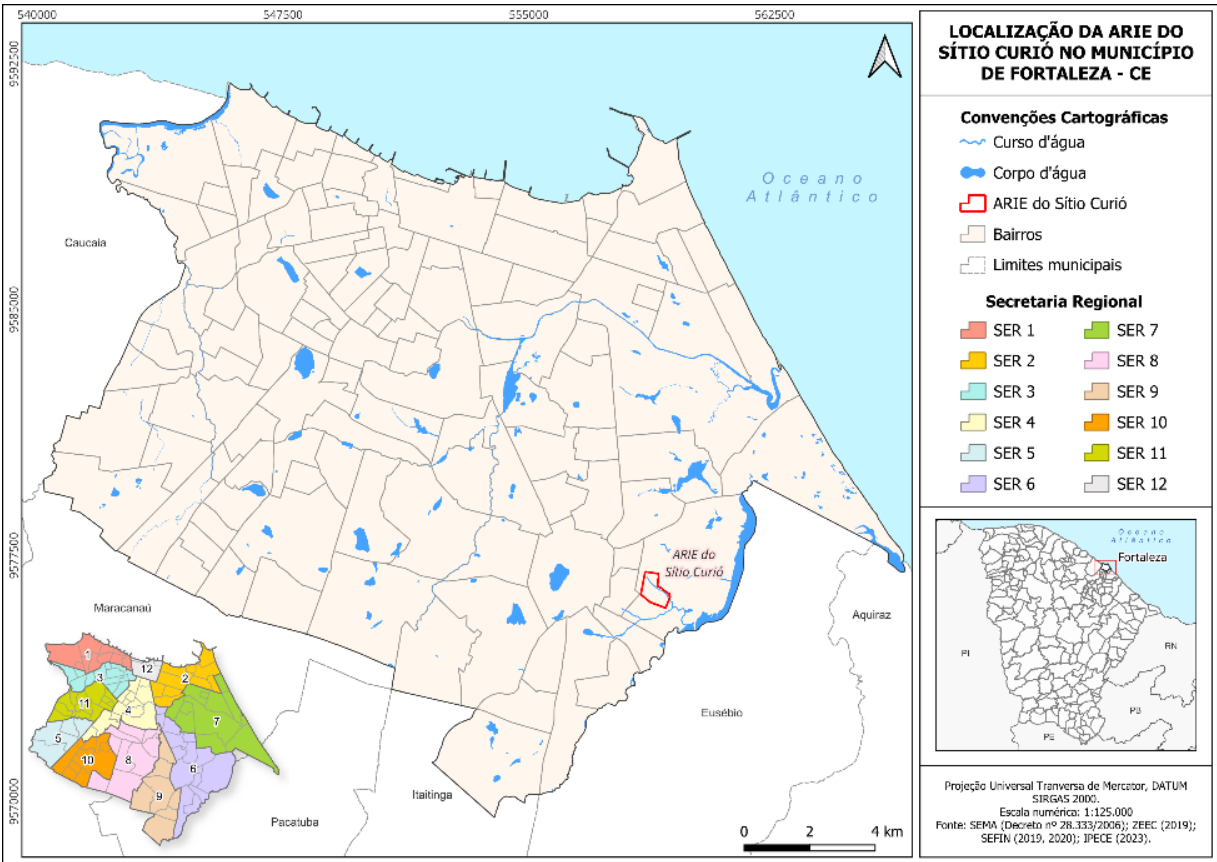 540000
547500
555000
562500
9592500
9585000
9577500
9570000
Oceano
Atlântico
Caucaia
Maracanaú
ARIE do
Sítio Curió
Aquiraz
Eusébio
Itaitinga
Pacatuba
1
12
2
3
11
4
7
5
10
8
6
9
0 2 4 km
LOCALIZAÇÃO DA ARIE DO
SÍTIO CURIÓ NO MUNICÍPIO
DE FORTALEZA - CE
Convenções Cartográficas
Curso d'água
Corpo d'água
ARIE do Sítio Curió
Bairros
Limites municipais
Secretaria Regional
SER 1
SER 2
SER 3
SER 4
SER 5
SER 6
SER 7
SER 8
SER 9
SER 10
SER 11
SER 12
Oceano
Atlântico
Fortaleza
PI
RN
PB
PE
Projeção Universal Tranversa de Mercator, DATUM
SIRGAS 2000.
Escala numérica: 1:125.000
Fonte: SEMA (Decreto nº 28.333/2006); ZEEC (2019);
SEFIN (2019, 2020); IPECE (2023).